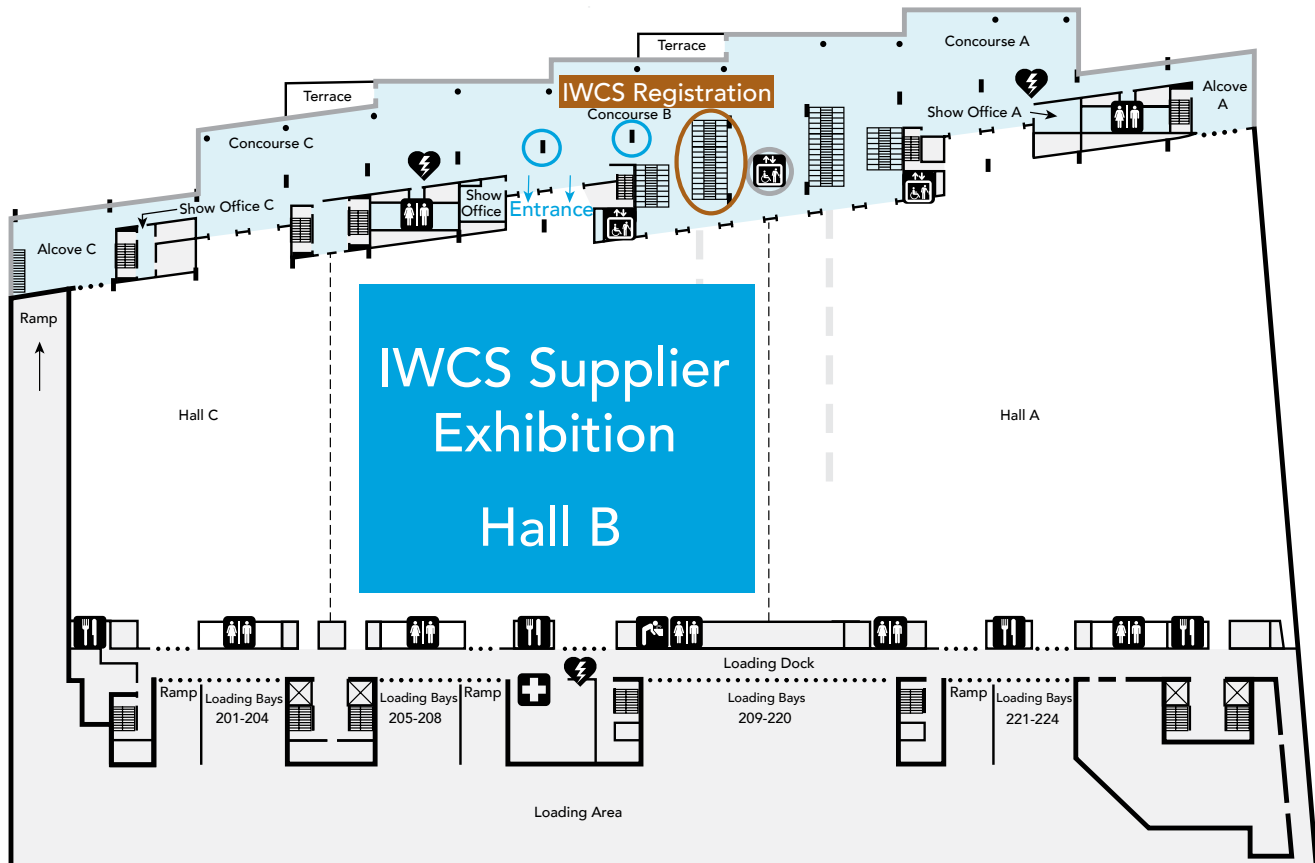 Concourse A
Terrace
IWCS Registration
Alcove
A
Terrace
Show Office A
Concourse B
Concourse C
Show
Office
Entrance
Show Office C
Alcove C
Ramp
IWCS Supplier
Exhibition
Hall B
Hall C
Hall A
Loading Dock
Ramp
Loading Bays
201-204
Loading Bays
205-208
Ramp
Loading Bays
209-220
Ramp
Loading Bays
221-224
Loading Area